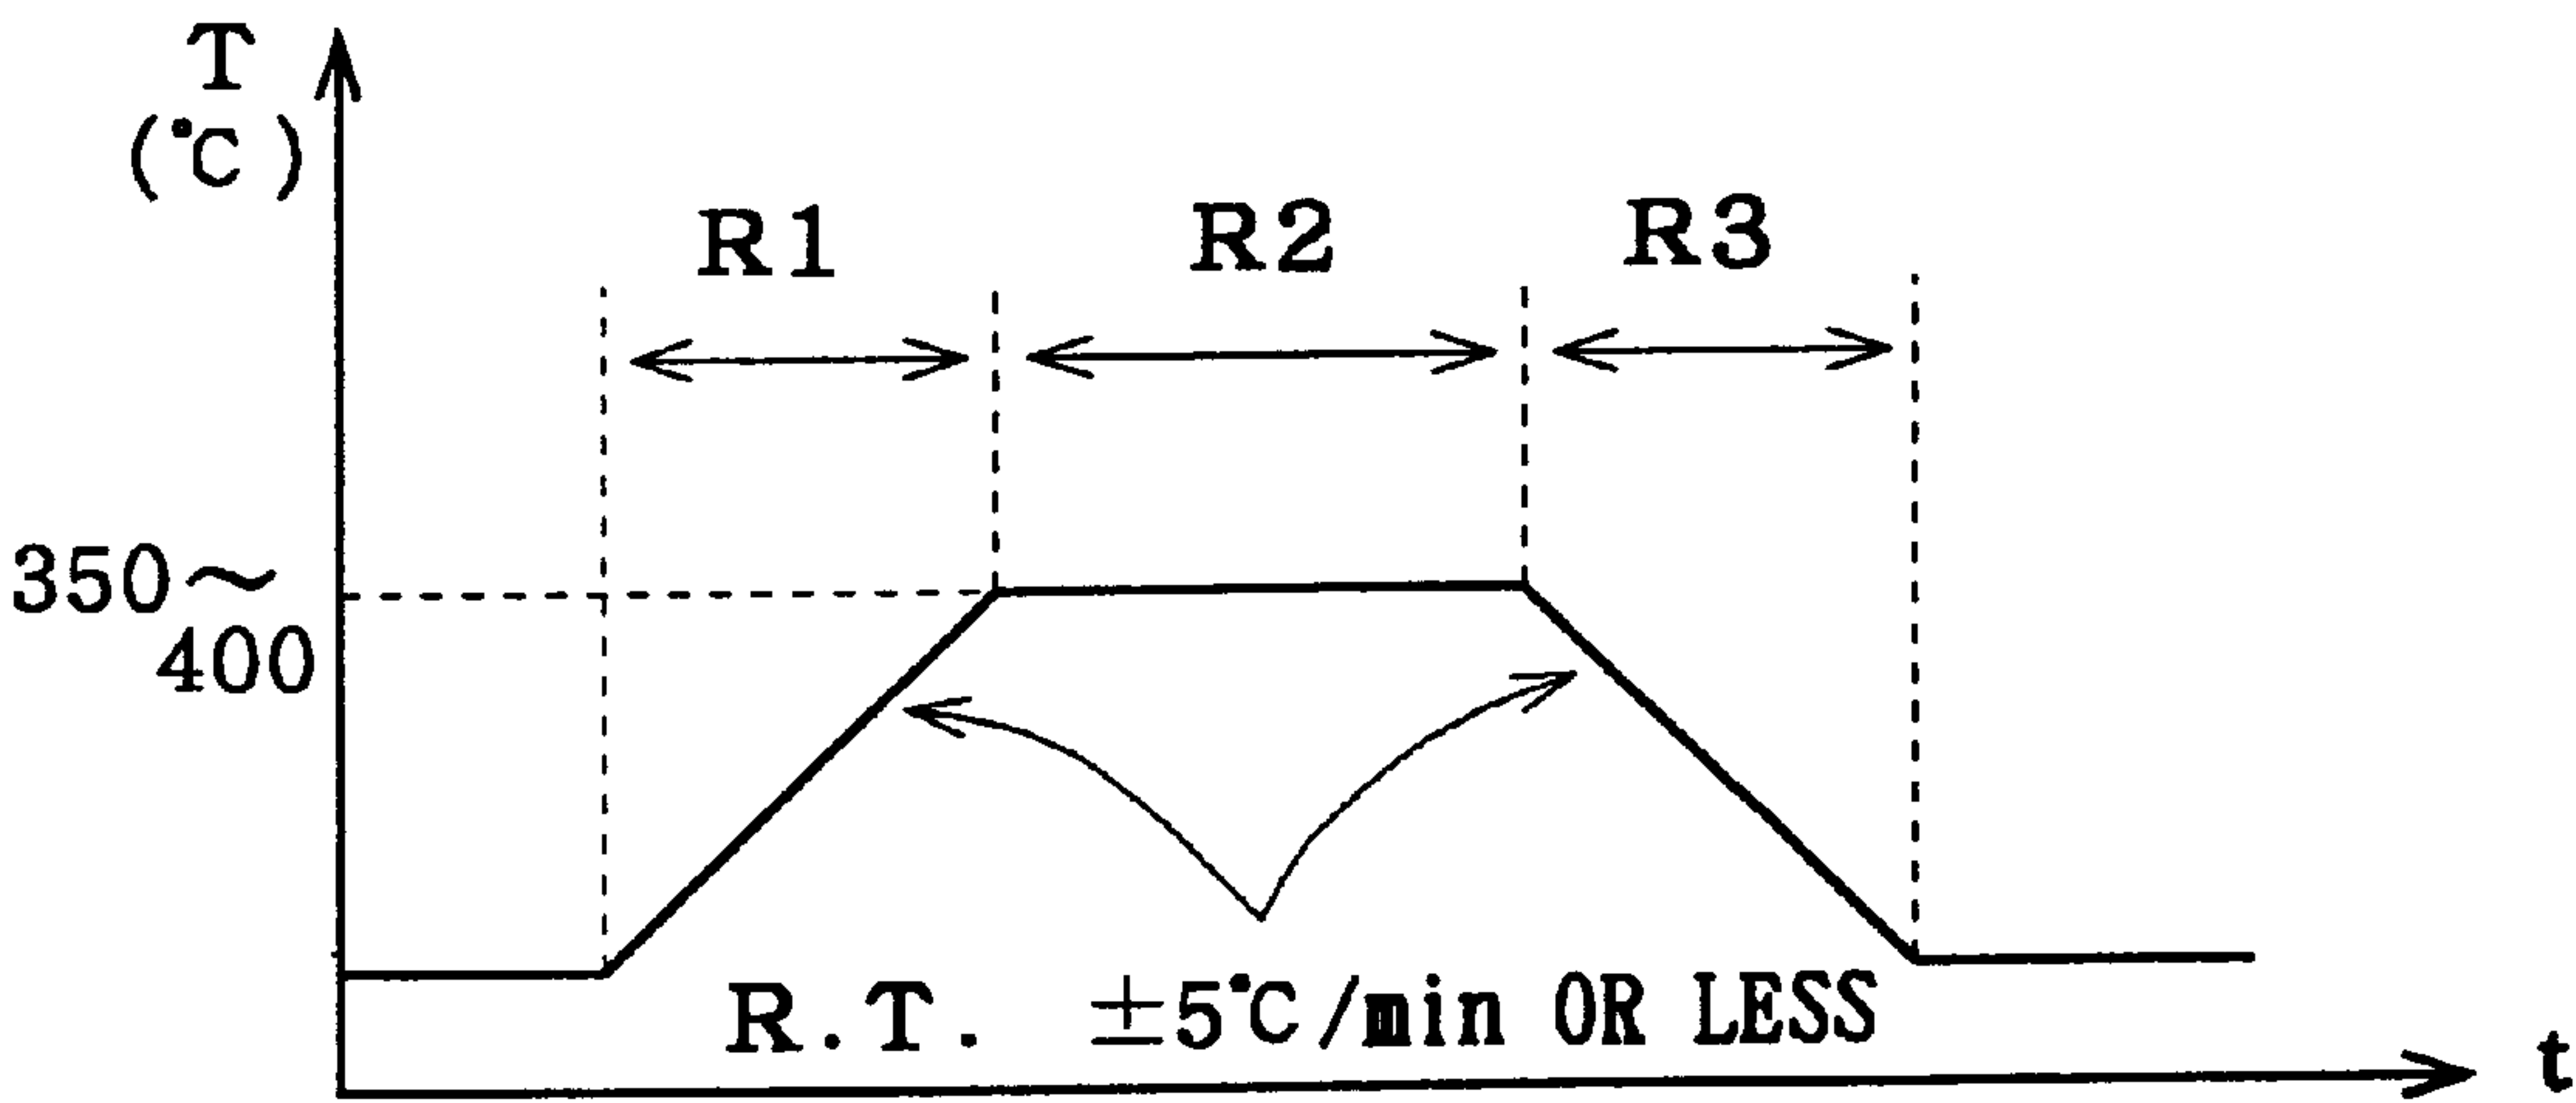 T
(°C)
R1 R2 R3
350～
400
R.T. ±5°C/min OR LESS
t